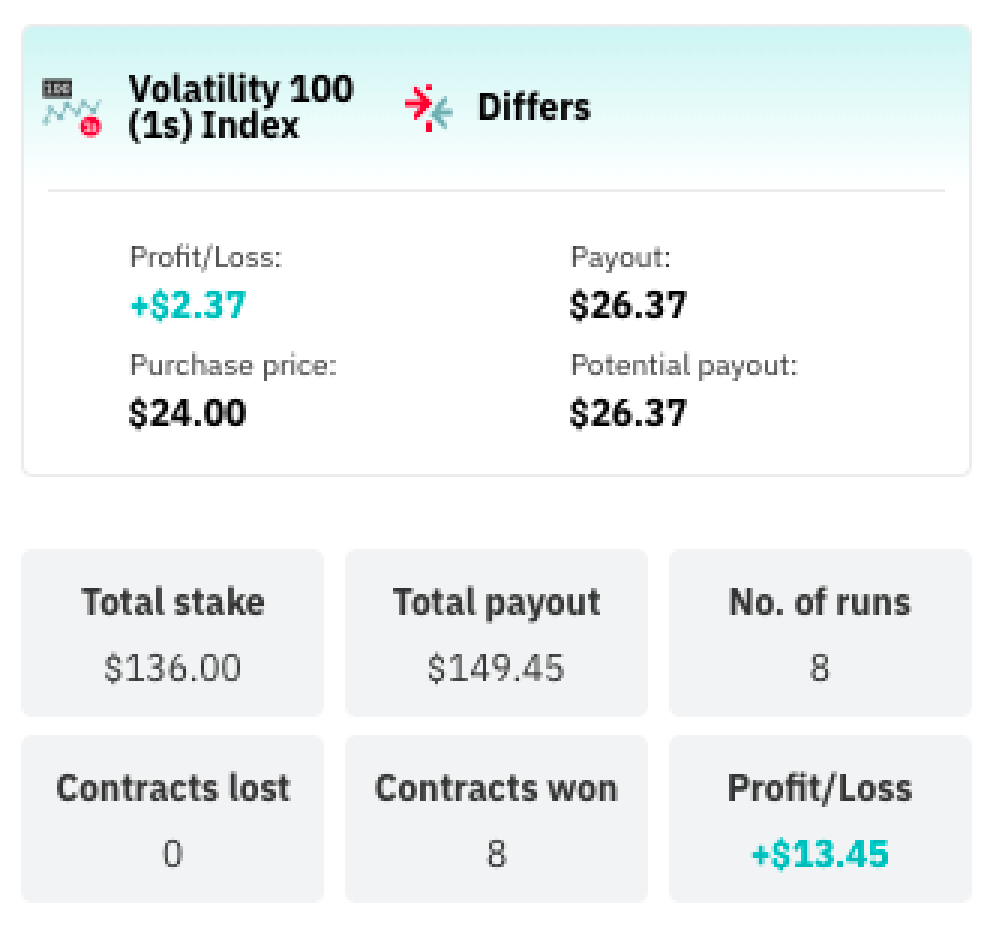 100
1s
Volatility 100
(1s) Index
Differs
Profit/Loss:
Payout:
+$2.37
$26.37
Purchase price:
Potential payout:
$24.00
$26.37
Total stake
Total payout
No. of runs
$136.00
$149.45
8
Contracts lost
Contracts won
Profit/Loss
0
8
+$13.45